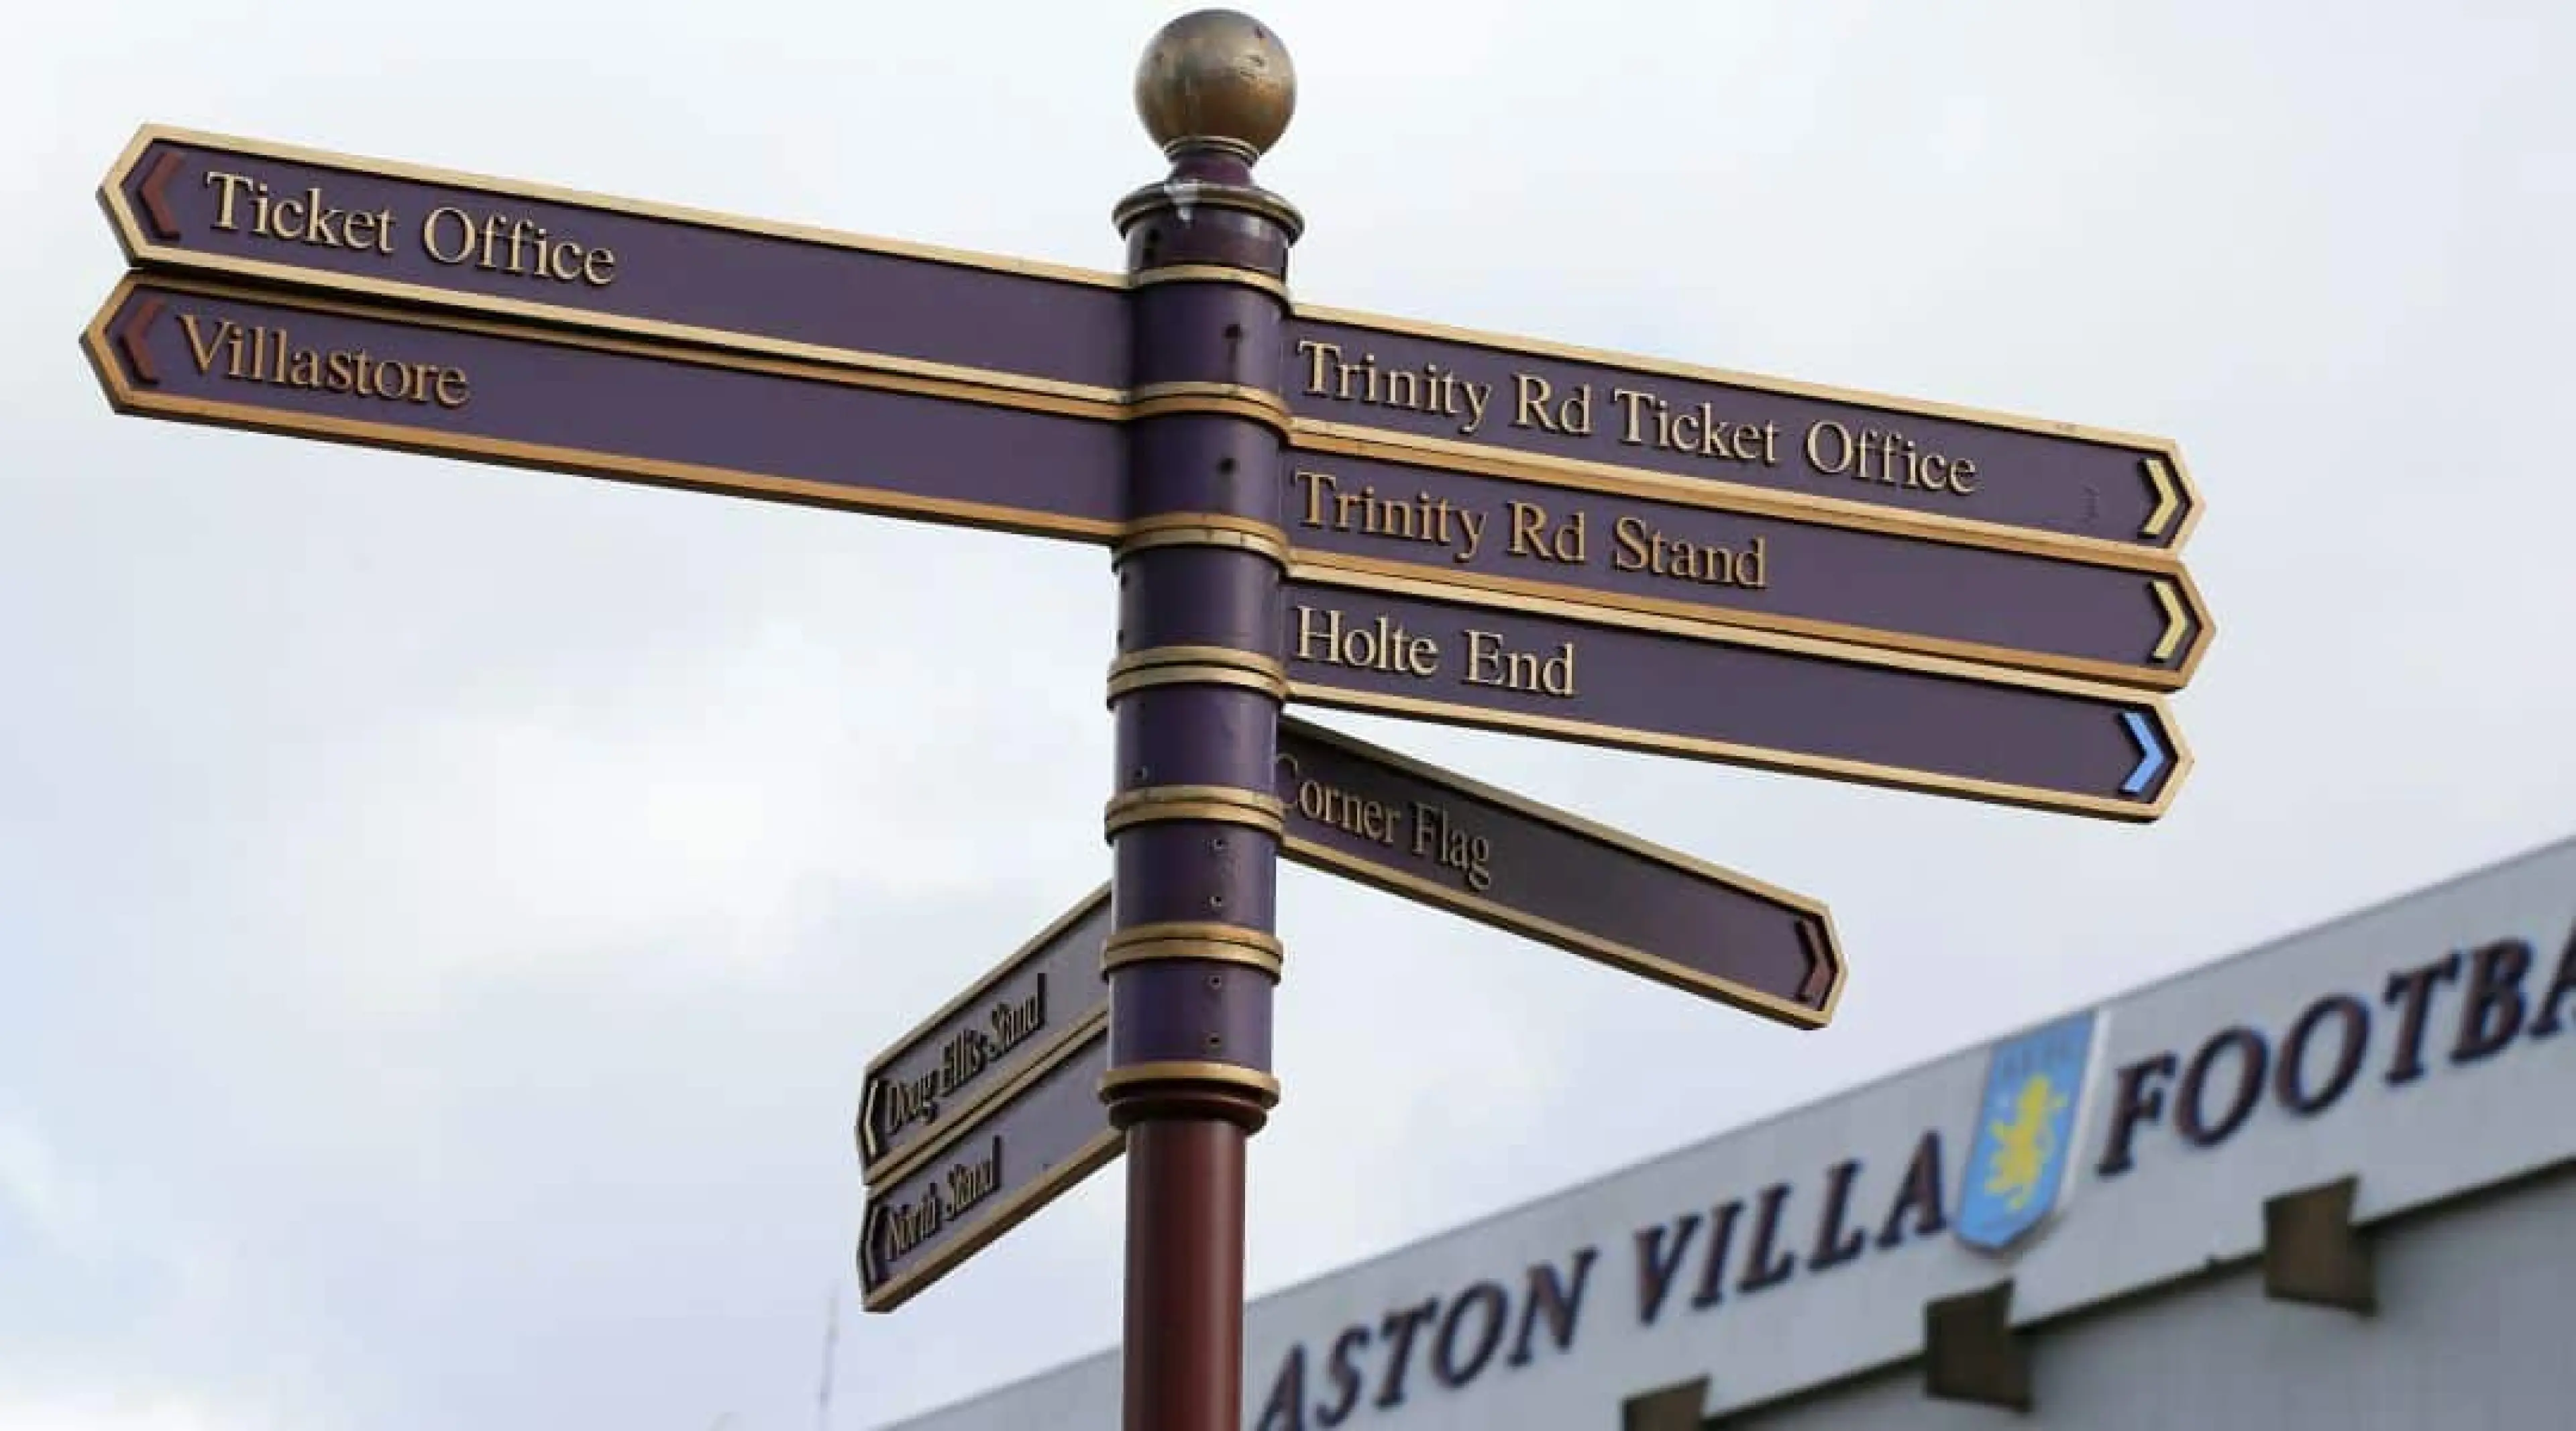 Ticket Office
Villastore
Trinity Rd Ticket Office
Trinity Rd Stand
Holte End
Corner Flag
Doug Ellis Stand
North Stand
ASTON VILLA FOOTBA